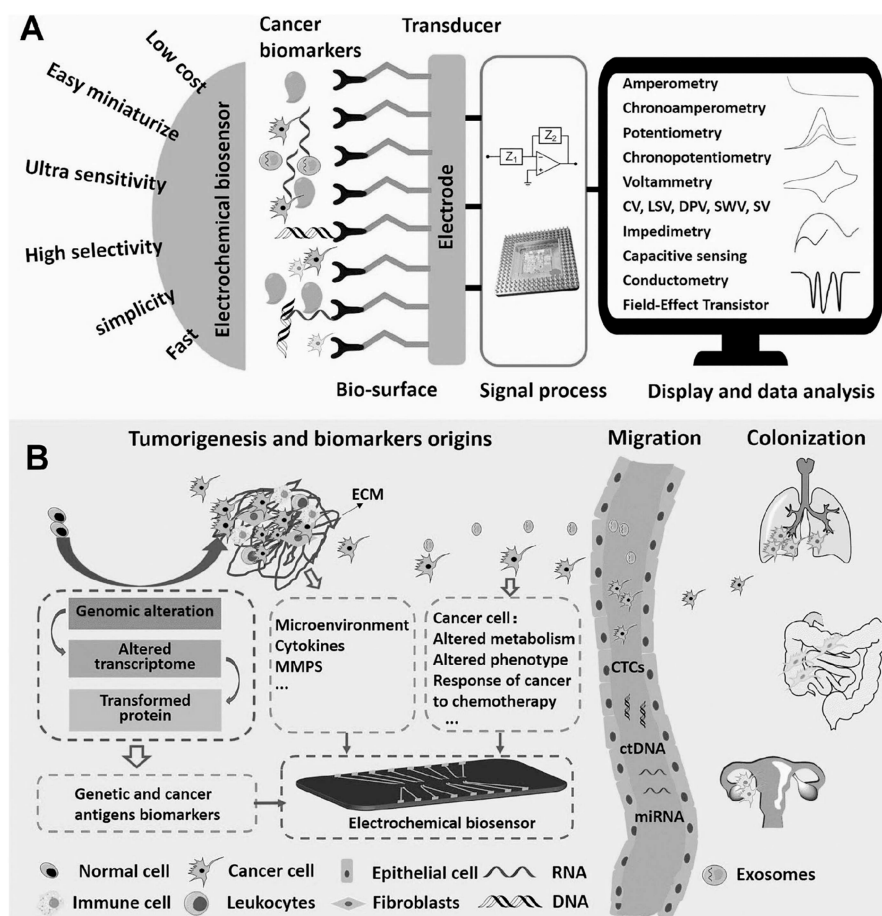 A
Low cost
Easy miniaturize
Ultra sensitivity
High selectivity
simplicity
Fast
Electrochemical biosensor
Cancer
biomarkers
Transducer
Electrode
Bio-surface
Z₁
Z₂
Signal process
Amperometry
Chronoamperometry
Potentiometry
Chronopotentiometry
Voltammetry
CV, LSV, DPV, SWV, SV
Impedimetry
Capacitive sensing
Conductometry
Field-Effect Transistor
Display and data analysis
B
Tumorigenesis and biomarkers origins
Migration
Colonization
ECM
Genomic alteration
Altered
transcriptome
Transformed
protein
Microenvironment
Cytokines
MMPS
...
Cancer cell:
Altered metabolism
Altered phenotype
Response of cancer
to chemotherapy
...
Genetic and cancer
antigens biomarkers
Electrochemical biosensor
CTCs
ctDNA
miRNA
Normal cell
Cancer cell
Epithelial cell
RNA
Exosomes
Immune cell
Leukocytes
Fibroblasts
DNA